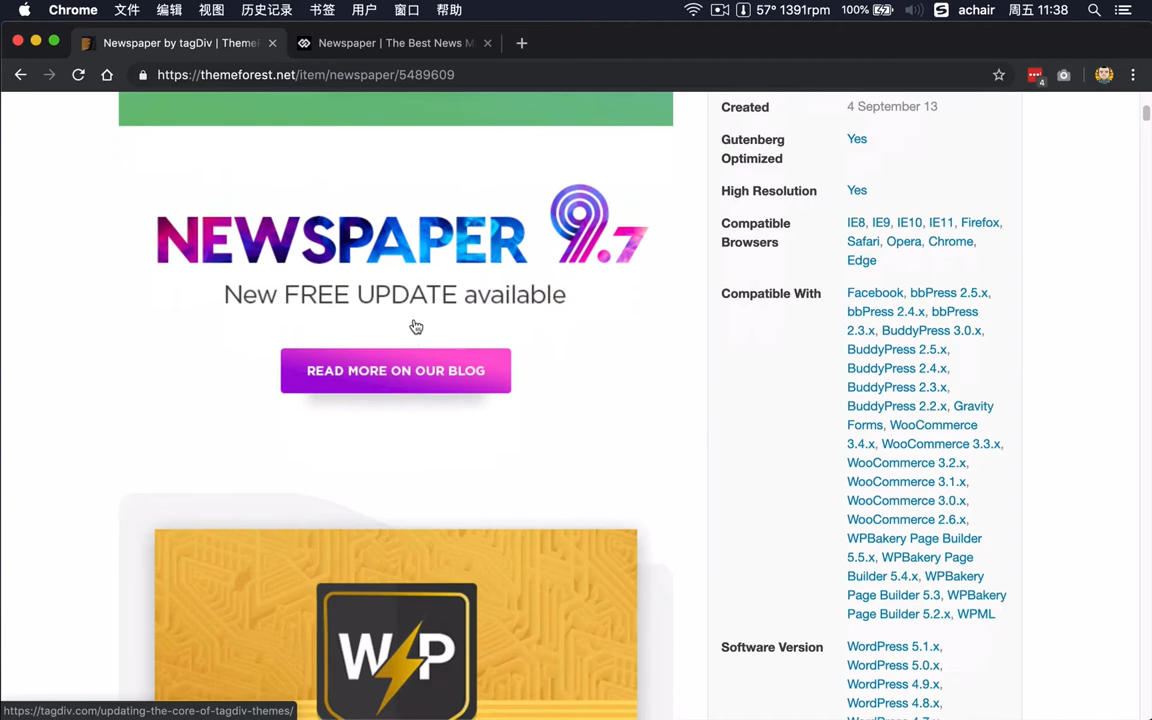 Chrome 文件 编辑 视图 历史记录 书签 用户 窗口 帮助 57° 1391rpm 100% S achair 周五 11:38
Newspaper by tagDiv | ThemeF
Newspaper | The Best News M
https://themeforest.net/item/newspaper/5489609
4
NEWSPAPER 9.7
New FREE UPDATE available
READ MORE ON OUR BLOG
WP
Created 4 September 13
Gutenberg Optimized Yes
High Resolution Yes
Compatible Browsers
IE8, IE9, IE10, IE11, Firefox,
Safari, Opera, Chrome,
Edge
Compatible With Facebook, bbPress 2.5.x,
bbPress 2.4.x, bbPress
2.3.x, BuddyPress 3.0.x,
BuddyPress 2.5.x,
BuddyPress 2.4.x,
BuddyPress 2.3.x,
BuddyPress 2.2.x, Gravity
Forms, WooCommerce
3.4.x, WooCommerce 3.3.x,
WooCommerce 3.2.x,
WooCommerce 3.1.x,
WooCommerce 3.0.x,
WooCommerce 2.6.x,
WPBakery Page Builder
5.5.x, WPBakery Page
Builder 5.4.x, WPBakery
Page Builder 5.3, WPBakery
Page Builder 5.2.x, WPML
Software Version WordPress 5.1.x,
WordPress 5.0.x,
WordPress 4.9.x,
WordPress 4.8.x,
https://tagdiv.com/updating-the-core-of-tagdiv-themes/